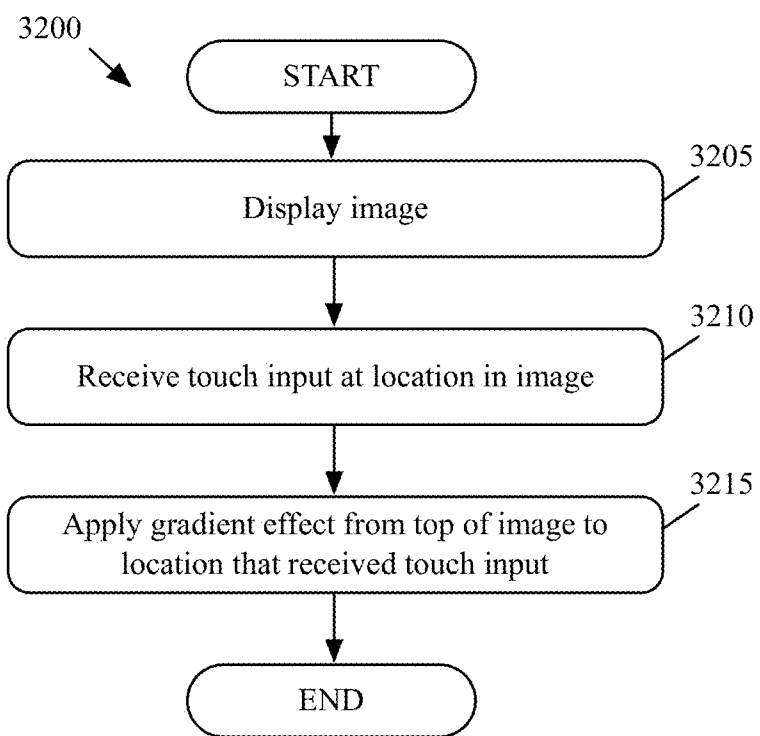 3200
START
3205
Display image
3210
Receive touch input at location in image
3215
Apply gradient effect from top of image to
location that received touch input
END